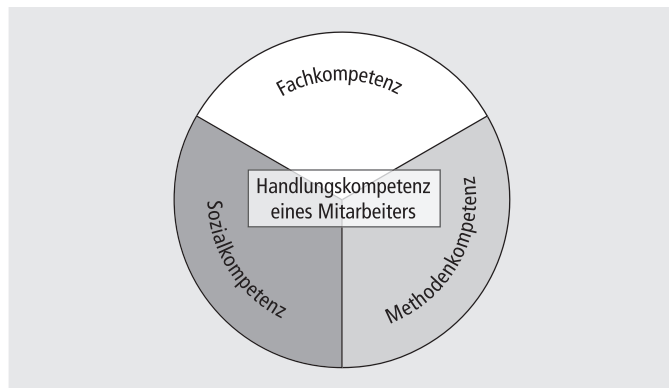 Fachkompetenz
Handlungskompetenz
eines Mitarbeiters
Sozialkompetenz
Methodenkompetenz